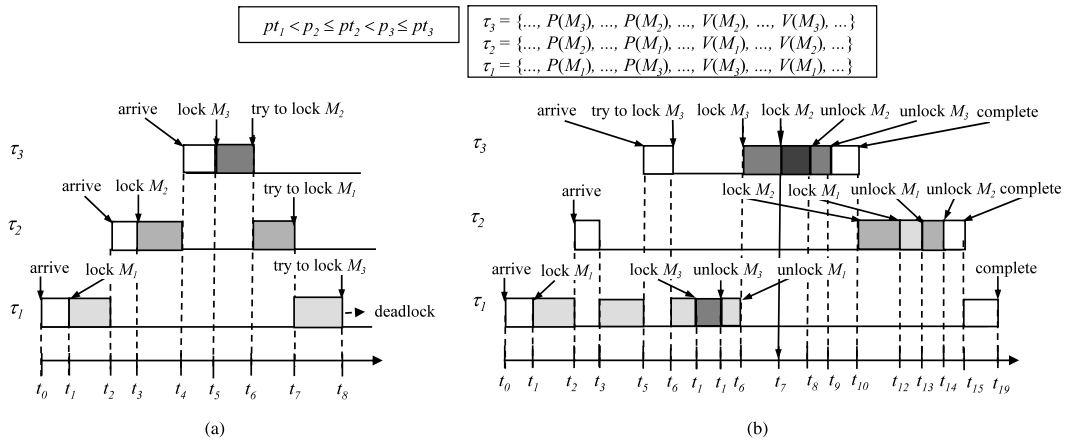 pt₁ < p₂ ≤ pt₂ < p₃ ≤ pt₃
τ₃ = {..., P(M₃), ..., P(M₂), ..., V(M₂), ..., V(M₃), ...}
τ₂ = {..., P(M₂), ..., P(M₁), ..., V(M₁), ..., V(M₂), ...}
τ₁ = {..., P(M₁), ..., P(M₃), ..., V(M₃), ..., V(M₁), ...}
arrive lock M₃ try to lock M₂
τ₃
arrive lock M₂ try to lock M₁
τ₂
arrive lock M₁ try to lock M₃
τ₁
deadlock
t₀ t₁ t₂ t₃ t₄ t₅ t₆ t₇ t₈
(a)
arrive try to lock M₃ lock M₃ lock M₂ unlock M₂ unlock M₃ complete
τ₃
arrive lock M₂ lock M₁ unlock M₁ unlock M₂ complete
τ₂
arrive lock M₁ lock M₃ unlock M₃ unlock M₁ complete
τ₁
t₀ t₁ t₂ t₃ t₅ t₆ t₁ t₁ t₆ t₇ t₈ t₉ t₁₀ t₁₂ t₁₃ t₁₄ t₁₅ t₁₉
(b)